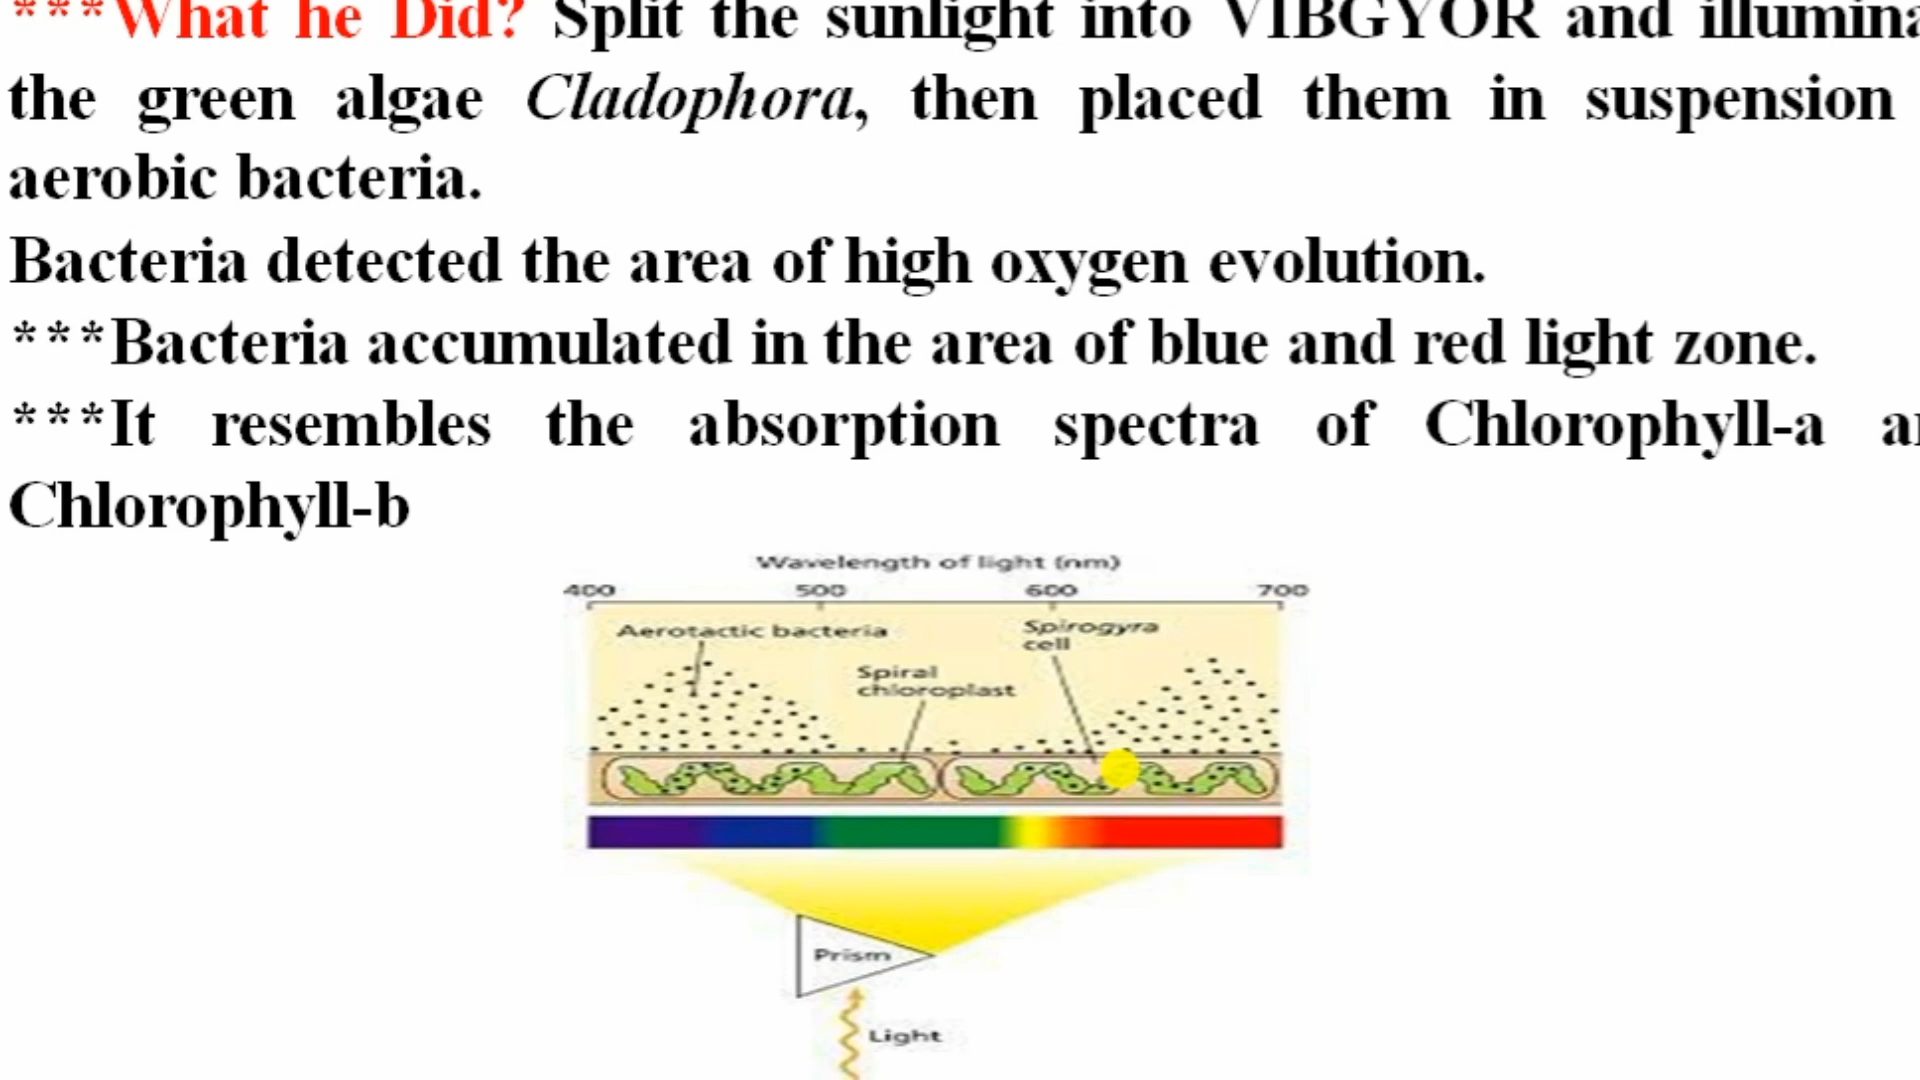 ***What he Did? Split the sunlight into VIBGYOR and
the green algae Cladophora, then placed them in suspension
aerobic bacteria.
Bacteria detected the area of high oxygen evolution.
***Bacteria accumulated in the area of blue and red light zone.
***It resembles the absorption spectra of Chlorophyll-a
Chlorophyll-b
Wavelength of light (nm)
400 500 600 700
Aerotactic bacteria
Spirogyra
cell
Spiral
chloroplast
Prism
Light